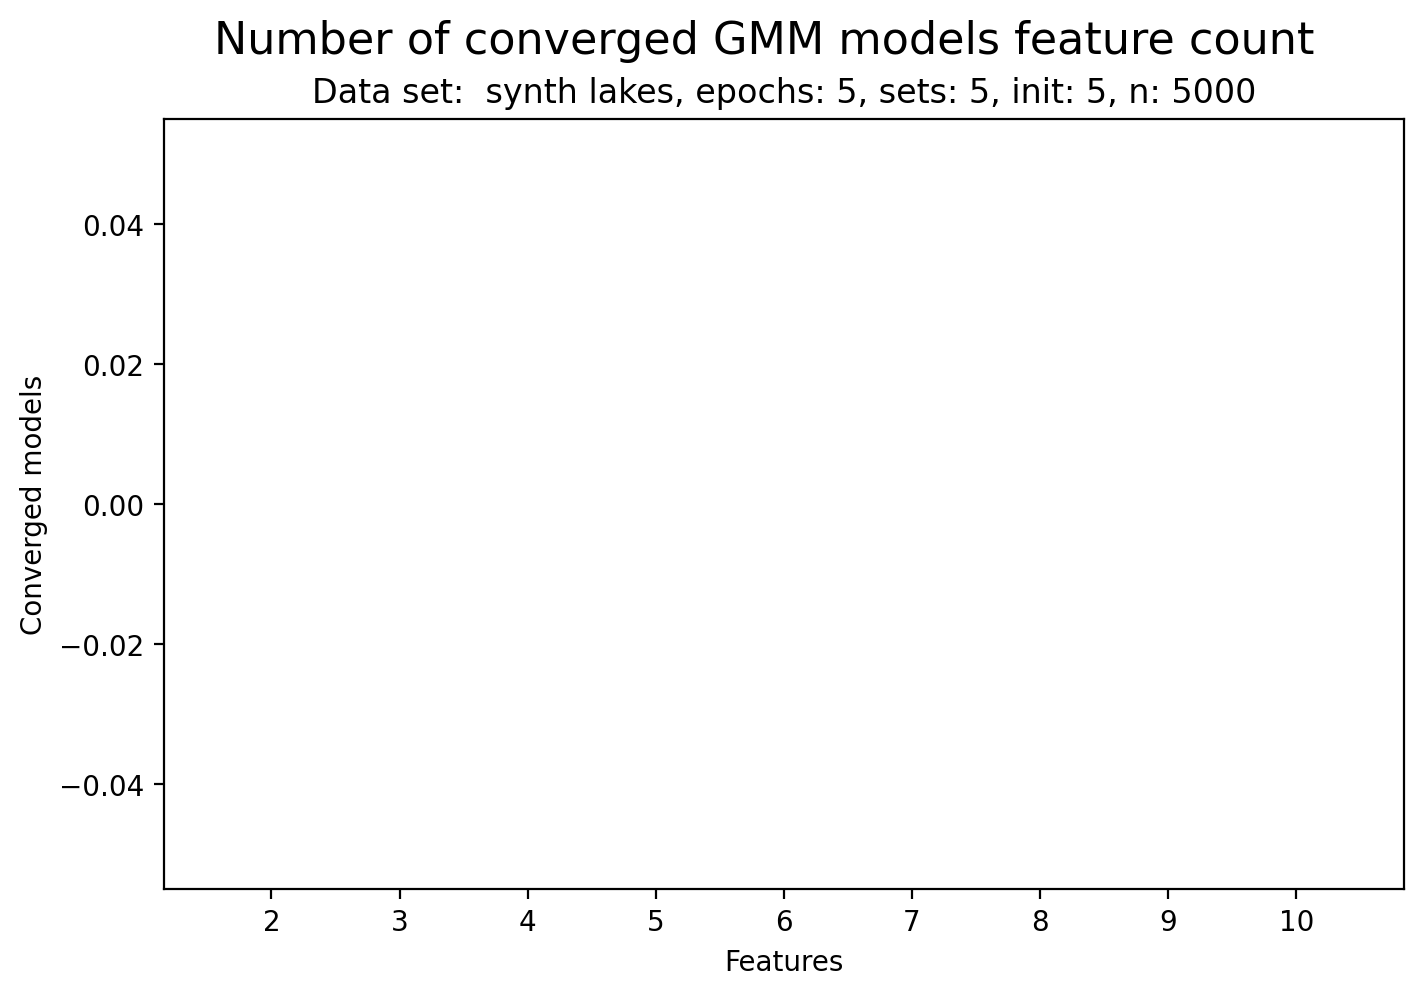 Number of converged GMM models feature count
Data set:  synth lakes, epochs: 5, sets: 5, init: 5, n: 5000
0.04
0.02
0.00
−0.02
−0.04
Converged models
2 3 4 5 6 7 8 9 10
Features